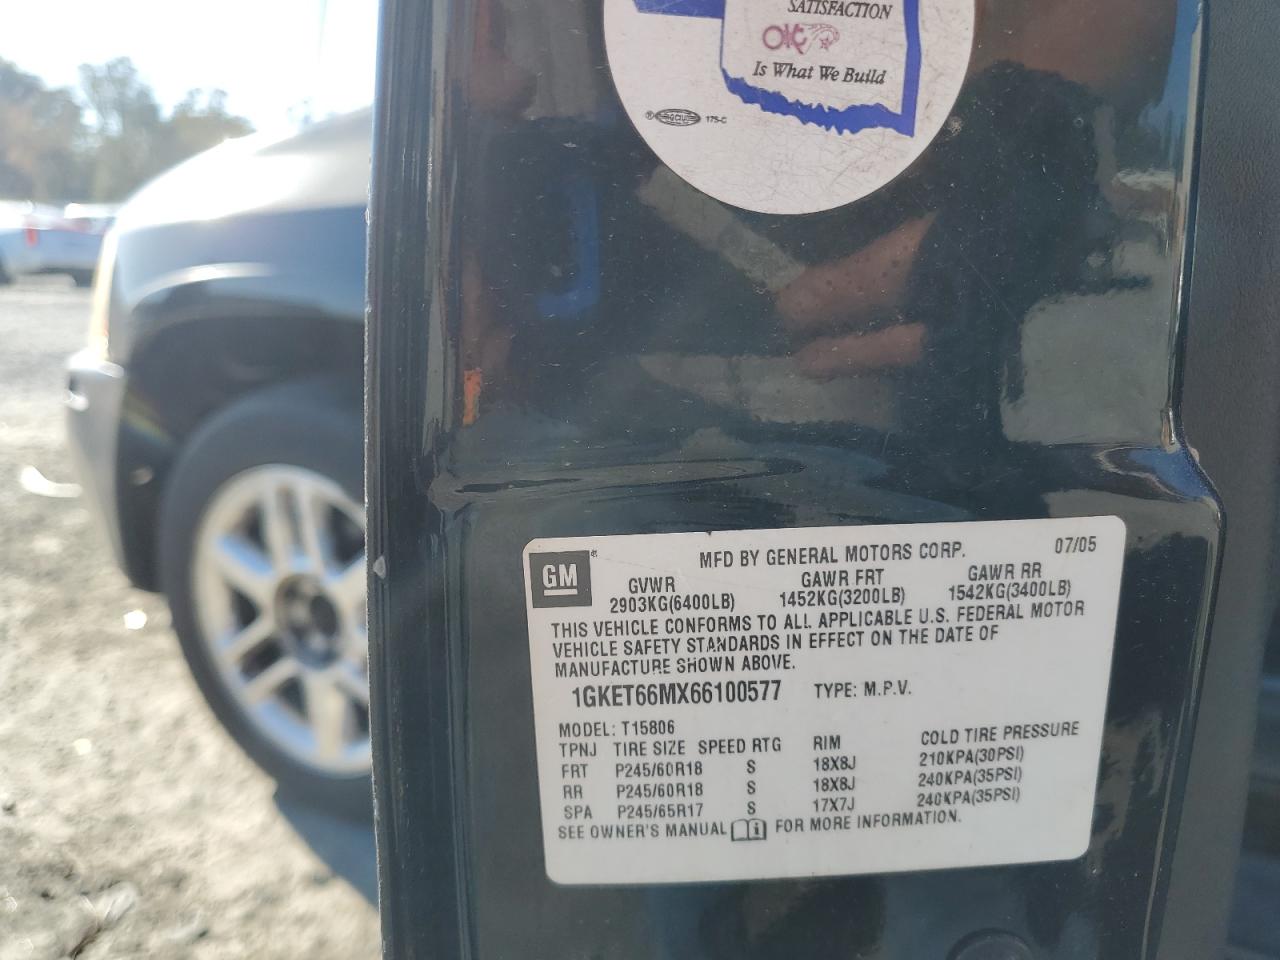 SATISFACTION
OKC
Is What We Build
® 175-C
GM
MFD BY GENERAL MOTORS CORP. 07/05
GVWR GAWR FRT GAWR RR
2903KG(6400LB) 1452KG(3200LB) 1542KG(3400LB)
THIS VEHICLE CONFORMS TO ALL APPLICABLE U.S. FEDERAL MOTOR
VEHICLE SAFETY STANDARDS IN EFFECT ON THE DATE OF
MANUFACTURE SHOWN ABOVE.
1GKET66MX66100577 TYPE: M.P.V.
MODEL: T15806
TPNJ TIRE SIZE SPEED RTG RIM COLD TIRE PRESSURE
FRT P245/60R18 S 18X8J 210KPA(30PSI)
RR P245/60R18 S 18X8J 240KPA(35PSI)
SPA P245/65R17 S 17X7J 240KPA(35PSI)
SEE OWNER'S MANUAL FOR MORE INFORMATION.